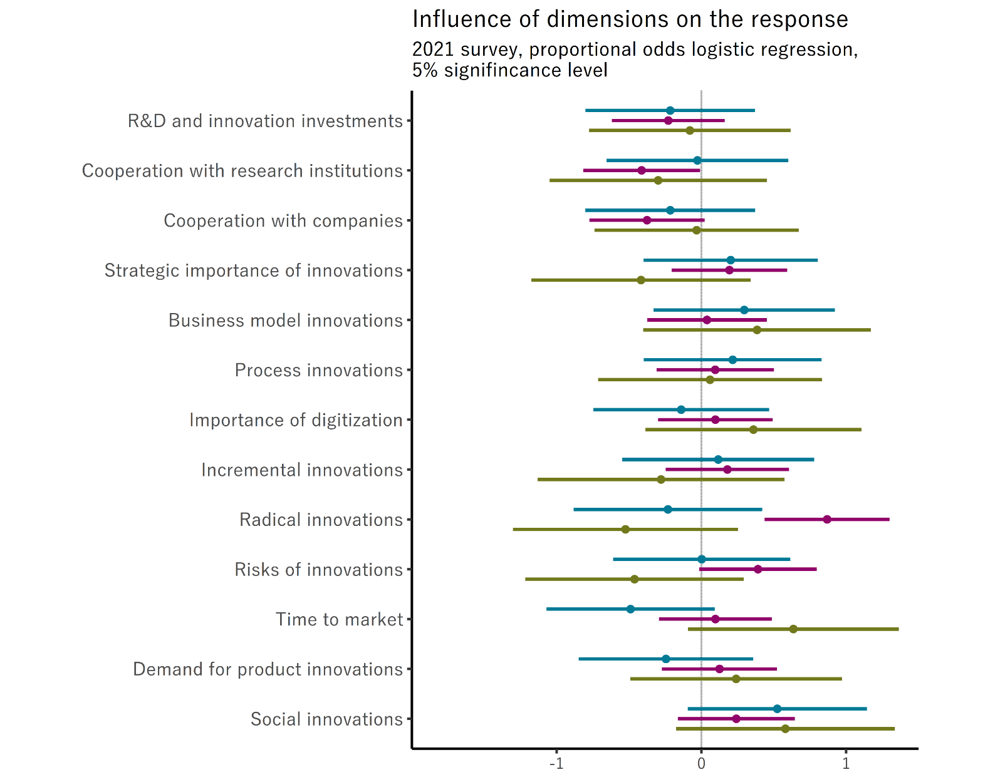 Influence of dimensions on the response
2021 survey, proportional odds logistic regression,
5% signifincance level
R&D and innovation investments
Cooperation with research institutions
Cooperation with companies
Strategic importance of innovations
Business model innovations
Process innovations
Importance of digitization
Incremental innovations
Radical innovations
Risks of innovations
Time to market
Demand for product innovations
Social innovations
-1 0 1